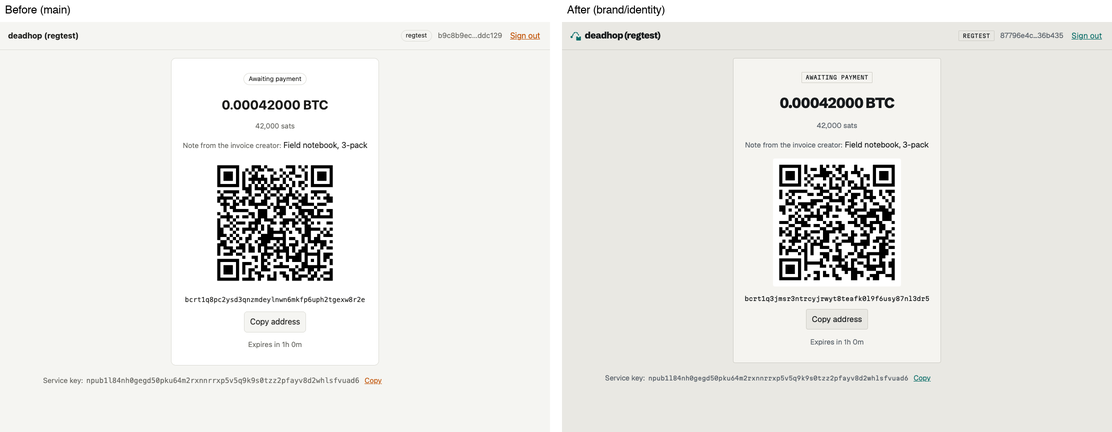 Before (main)
After (brand/identity)
deadhop (regtest)
regtest
b9c8b9ec…ddc129
Sign out
Awaiting payment
0.00042000 BTC
42,000 sats
Note from the invoice creator: Field notebook, 3-pack
bcrt1q8pc2ysd3qnzmdeylnwn6mkfp6uph2tgexw8r2e
Copy address
Expires in 1h 0m
Service key: npub1l84nh0gegd50pku64m2rxnnrrxp5v5q9k9s0tzz2pfayv8d2whlsfvuad6 Copy
deadhop (regtest)
REGTEST
87796e4c…36b435
Sign out
AWAITING PAYMENT
0.00042000 BTC
42,000 sats
Note from the invoice creator: Field notebook, 3-pack
bcrt1q3jmsr3ntrcyjrwyt8teafk0l9f6usy87nl3dr5
Copy address
Expires in 1h 0m
Service key: npub1l84nh0gegd50pku64m2rxnnrrxp5v5q9k9s0tzz2pfayv8d2whlsfvuad6 Copy